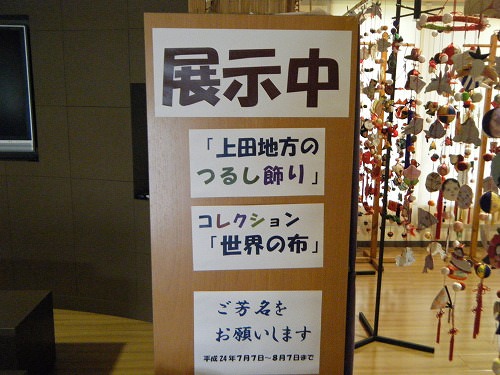 展示中
「上田地方の
つるし飾り」
コレクション
「世界の布」
ご芳名を
お願いします
平成24年7月7日~8月7日まで